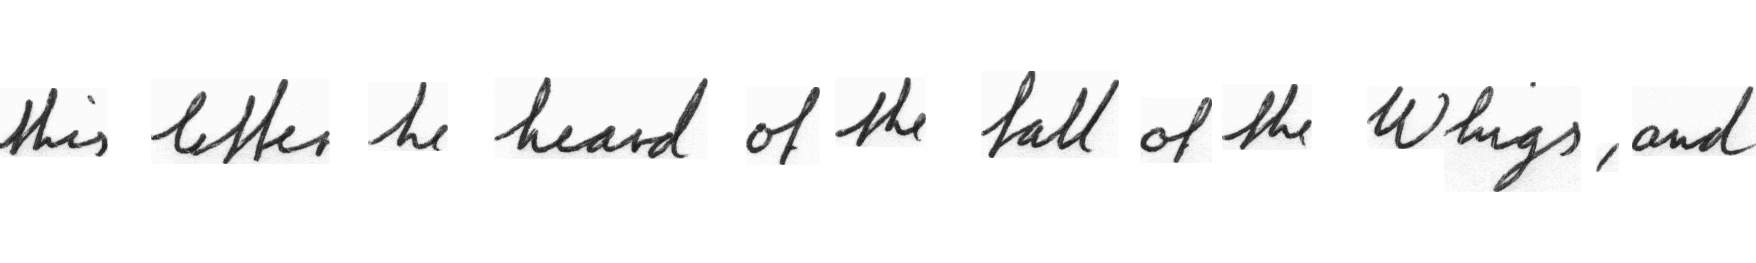 this letter he heard of the fall of the Whigs, and